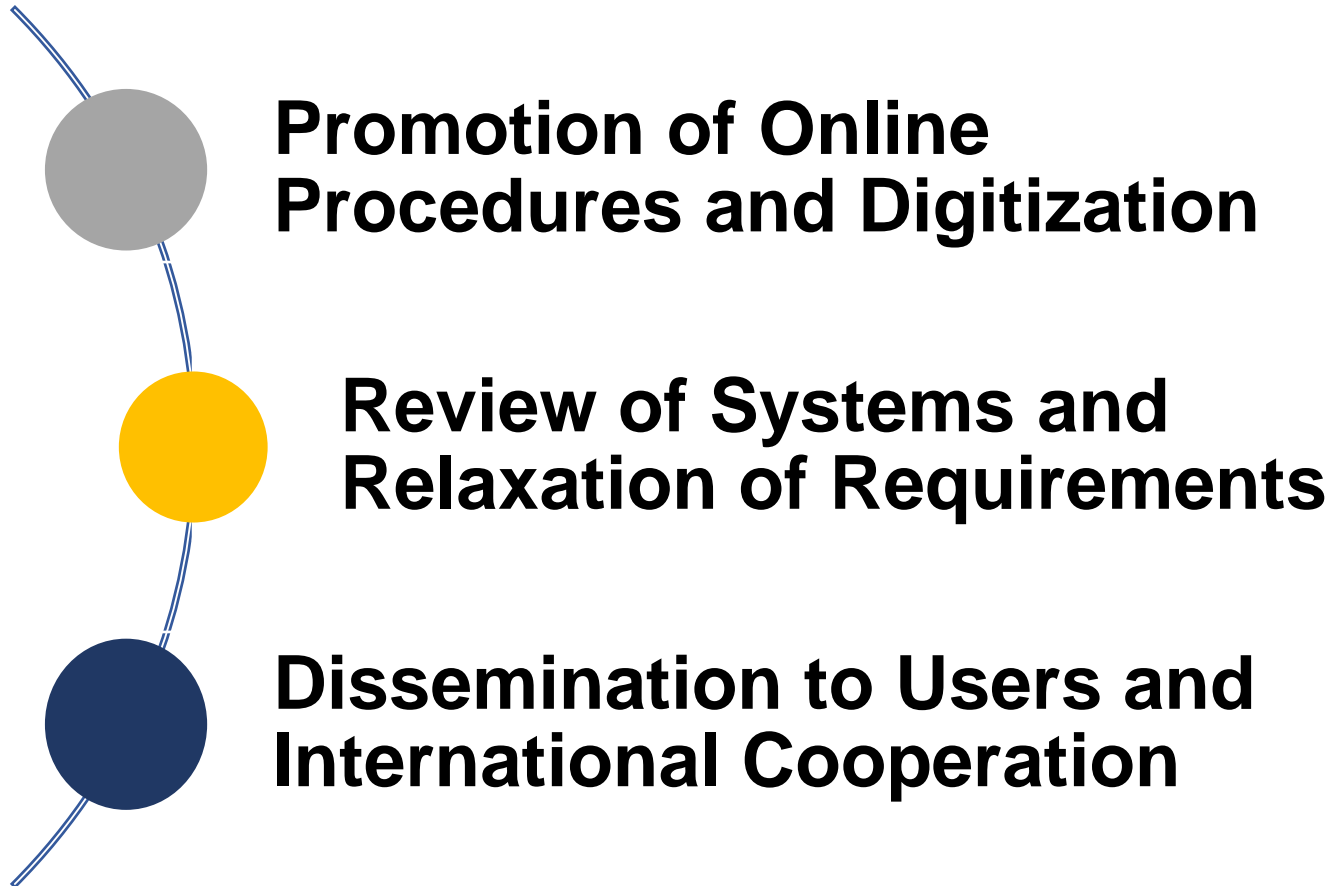 Promotion of Online
Procedures and Digitization
Review of Systems and
Relaxation of Requirements
Dissemination to Users and
International Cooperation